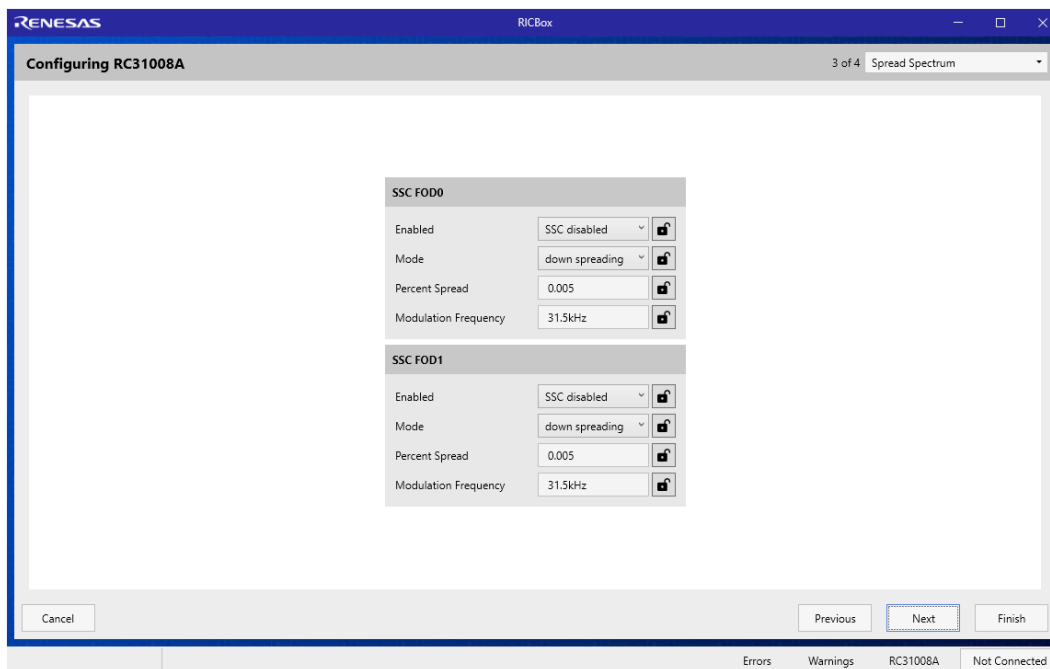 RENESAS
RICBox
Configuring RC31008A
3 of 4 Spread Spectrum
SSC FOD0
Enabled SSC disabled
Mode down spreading
Percent Spread 0.005
Modulation Frequency 31.5kHz
SSC FOD1
Enabled SSC disabled
Mode down spreading
Percent Spread 0.005
Modulation Frequency 31.5kHz
Cancel Previous Next Finish
Errors Warnings RC31008A Not Connected